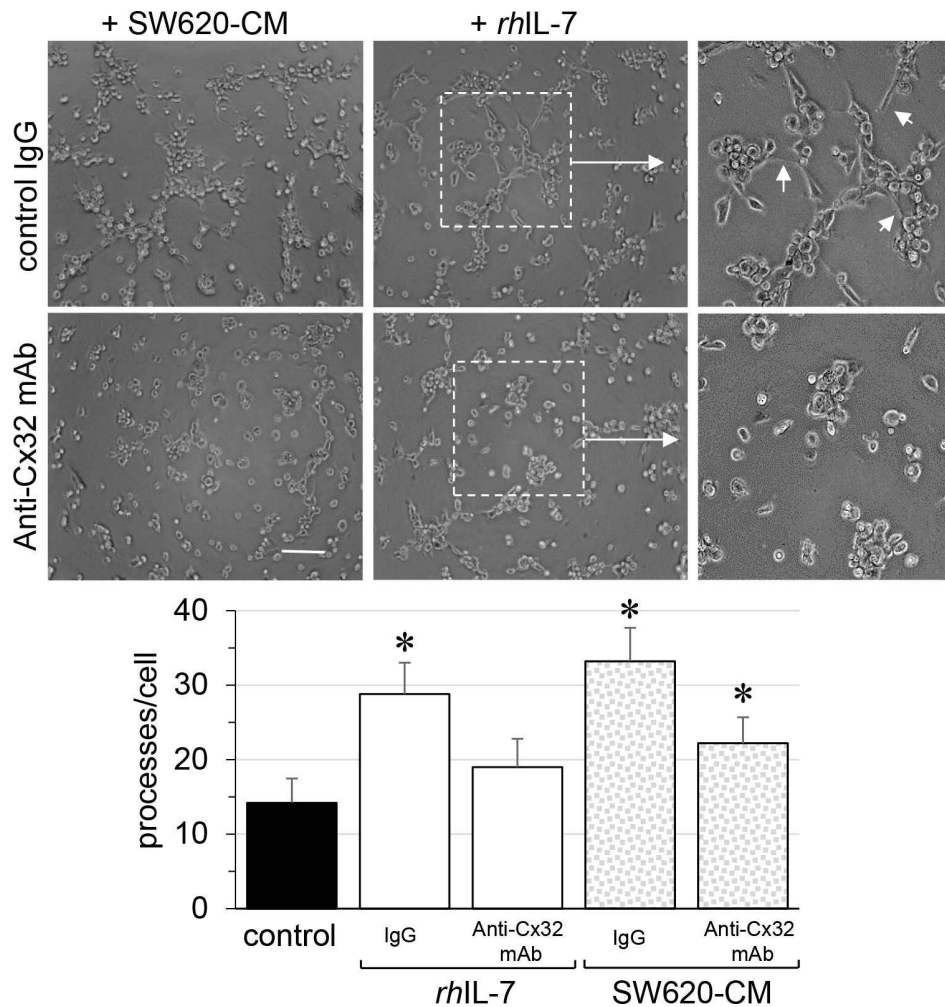 + SW620-CM
+ rhIL-7
control IgG
Anti-Cx32 mAb
processes/cell
40
30
20
10
0
*
*
*
control
IgG
Anti-Cx32
mAb
IgG
Anti-Cx32
mAb
rhIL-7
SW620-CM